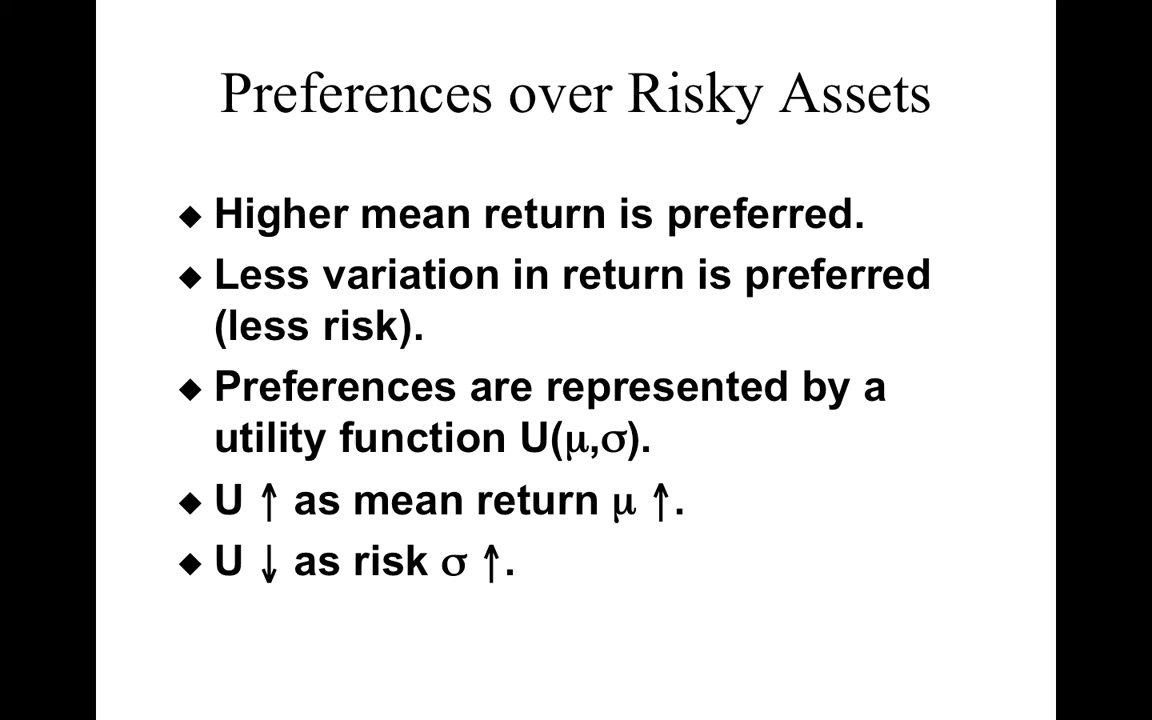 Preferences over Risky Assets
◆ Higher mean return is preferred.
◆ Less variation in return is preferred
(less risk).
◆ Preferences are represented by a
utility function U(μ,σ).
◆ U ↑ as mean return μ ↑.
◆ U ↓ as risk σ ↑.